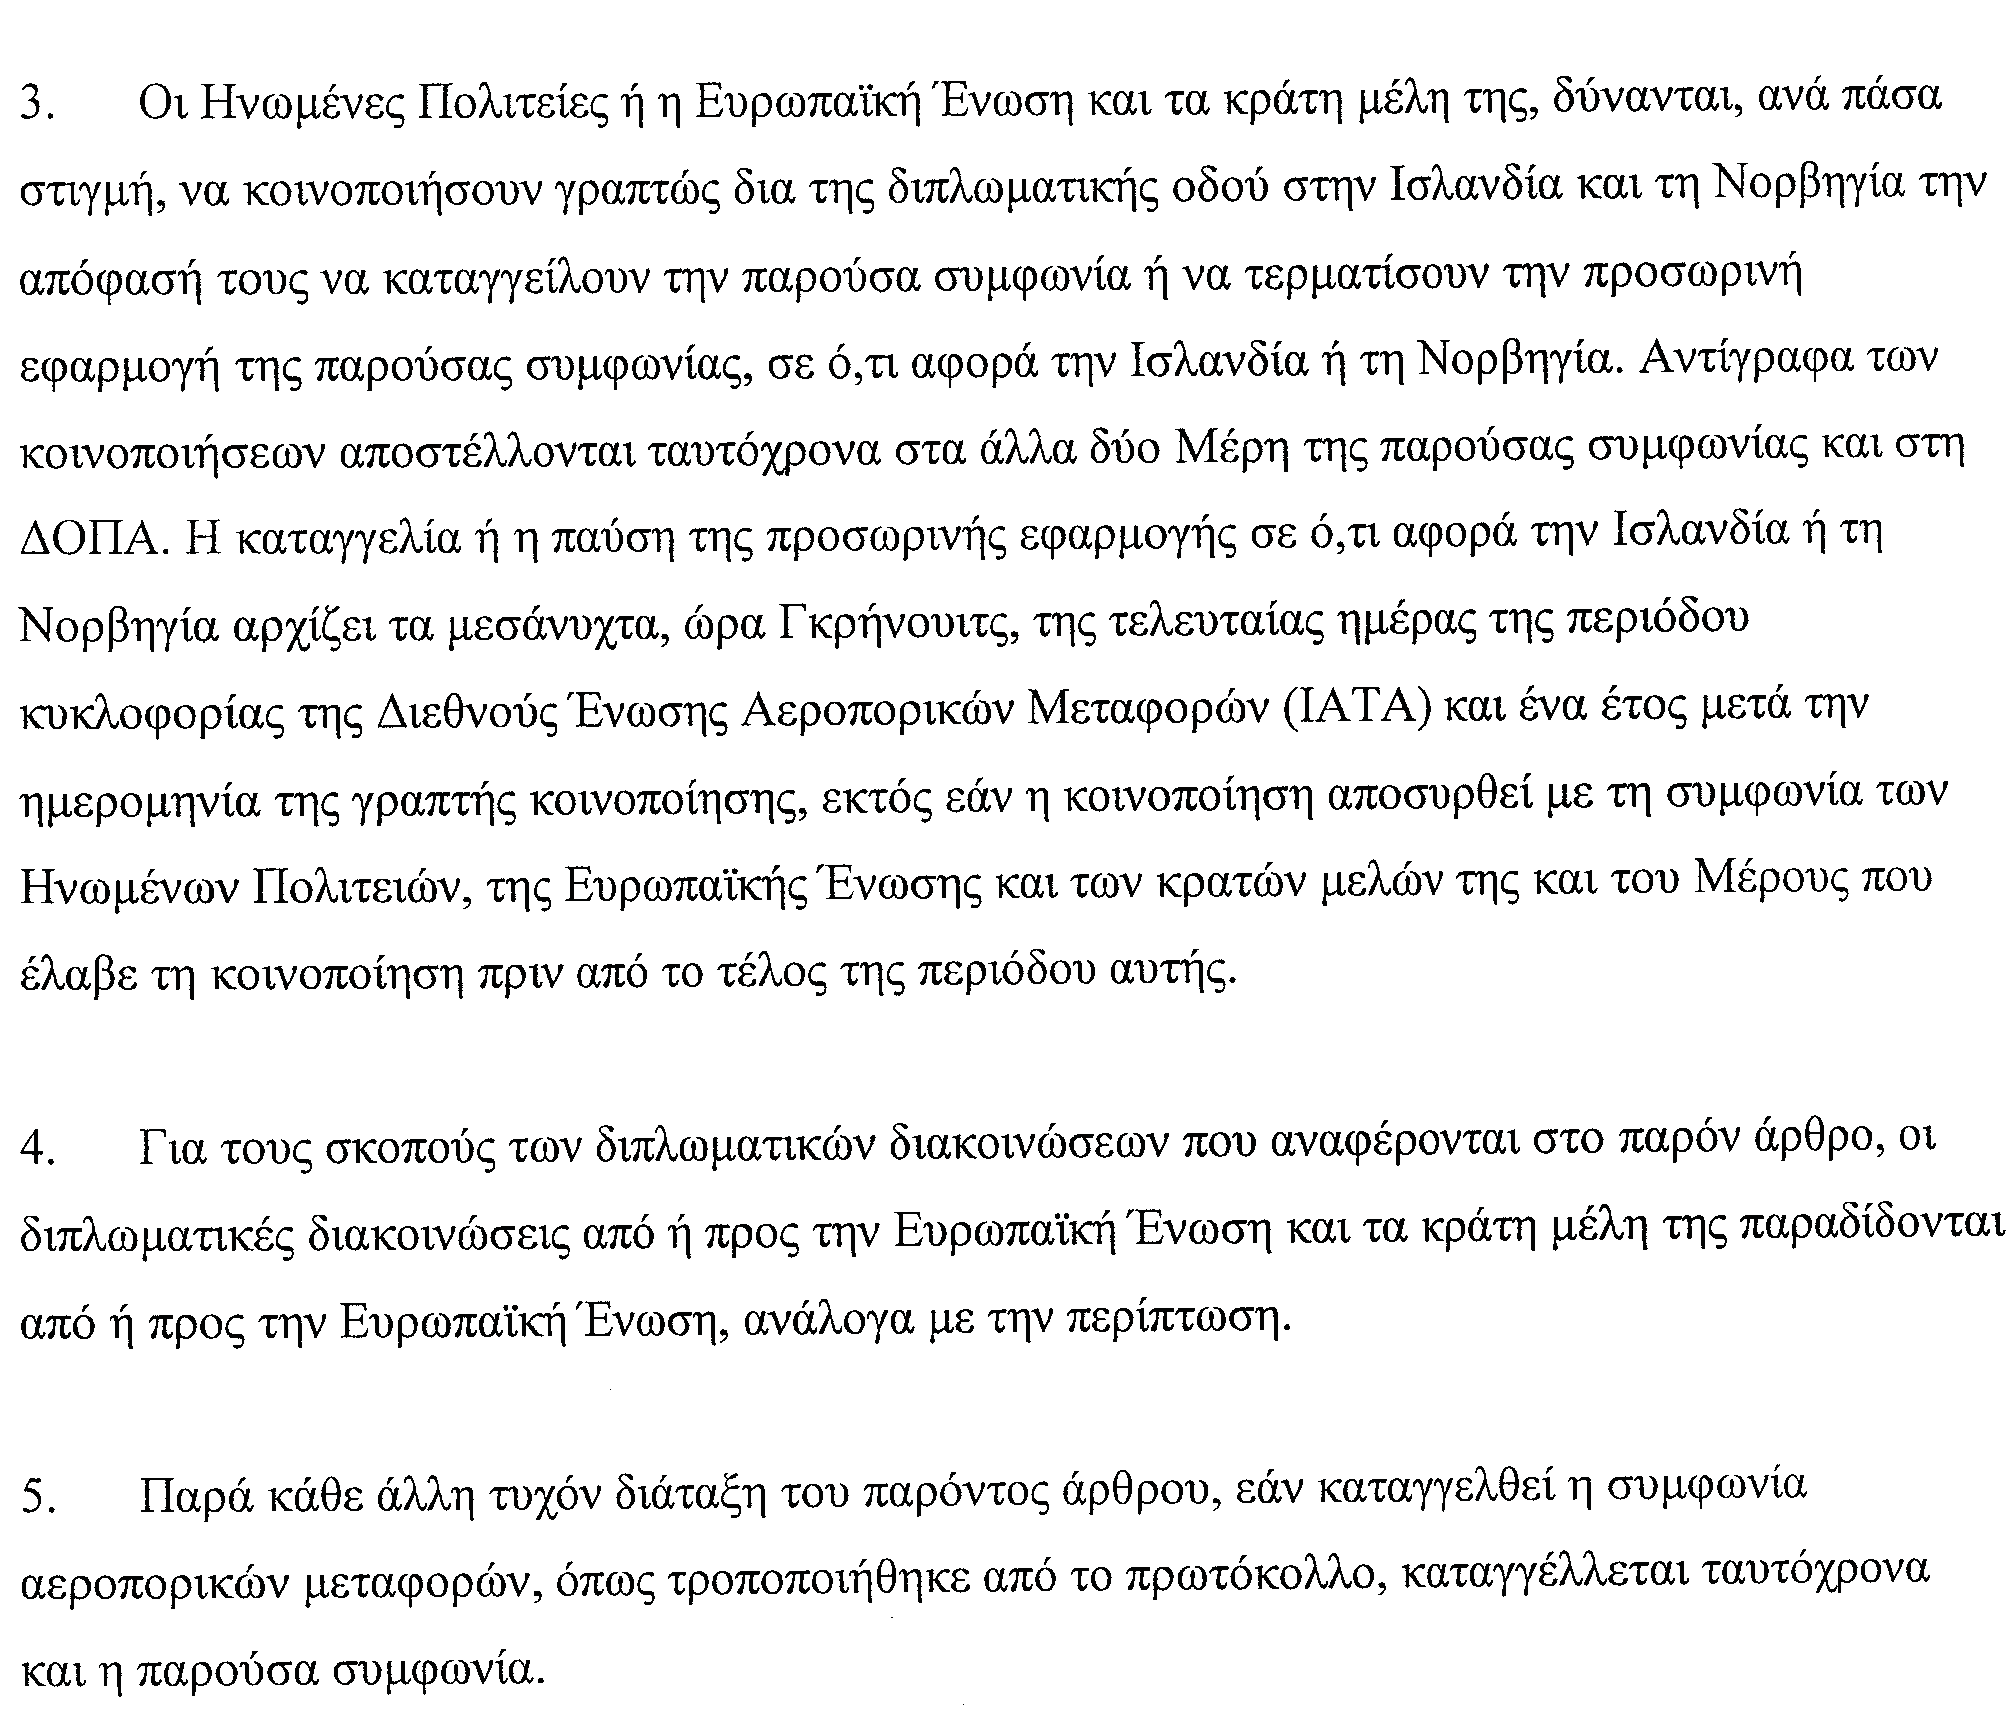 3. Οι Ηνωμένες Πολιτείες ή η Ευρωπαϊκή Ένωση και τα κράτη μέλη της, δύνανται, ανά πάσα
στιγμή, να κοινοποιήσουν γραπτώς δια της διπλωματικής οδού στην Ισλανδία και τη Νορβηγία την
απόφασή τους να καταγγείλουν την παρούσα συμφωνία ή να τερματίσουν την προσωρινή
εφαρμογή της παρούσας συμφωνίας, σε ό,τι αφορά την Ισλανδία ή τη Νορβηγία. Αντίγραφα των
κοινοποιήσεων αποστέλλονται ταυτόχρονα στα άλλα δύο Μέρη της παρούσας συμφωνίας και στη
ΔΟΠΑ. Η καταγγελία ή η παύση της προσωρινής εφαρμογής σε ό,τι αφορά την Ισλανδία ή τη
Νορβηγία αρχίζει τα μεσάνυχτα, ώρα Γκρήνουιτς, της τελευταίας ημέρας της περιόδου
κυκλοφορίας της Διεθνούς Ένωσης Αεροπορικών Μεταφορών (ΙΑΤΑ) και ένα έτος μετά την
ημερομηνία της γραπτής κοινοποίησης, εκτός εάν η κοινοποίηση αποσυρθεί με τη συμφωνία των
Ηνωμένων Πολιτειών, της Ευρωπαϊκής Ένωσης και των κρατών μελών της και του Μέρους που
έλαβε τη κοινοποίηση πριν από το τέλος της περιόδου αυτής.
4. Για τους σκοπούς των διπλωματικών διακοινώσεων που αναφέρονται στο παρόν άρθρο, οι
διπλωματικές διακοινώσεις από ή προς την Ευρωπαϊκή Ένωση και τα κράτη μέλη της παραδίδονται
από ή προς την Ευρωπαϊκή Ένωση, ανάλογα με την περίπτωση.
5. Παρά κάθε άλλη τυχόν διάταξη του παρόντος άρθρου, εάν καταγγελθεί η συμφωνία
αεροπορικών μεταφορών, όπως τροποποιήθηκε από το πρωτόκολλο, καταγγέλλεται ταυτόχρονα
και η παρούσα συμφωνία.